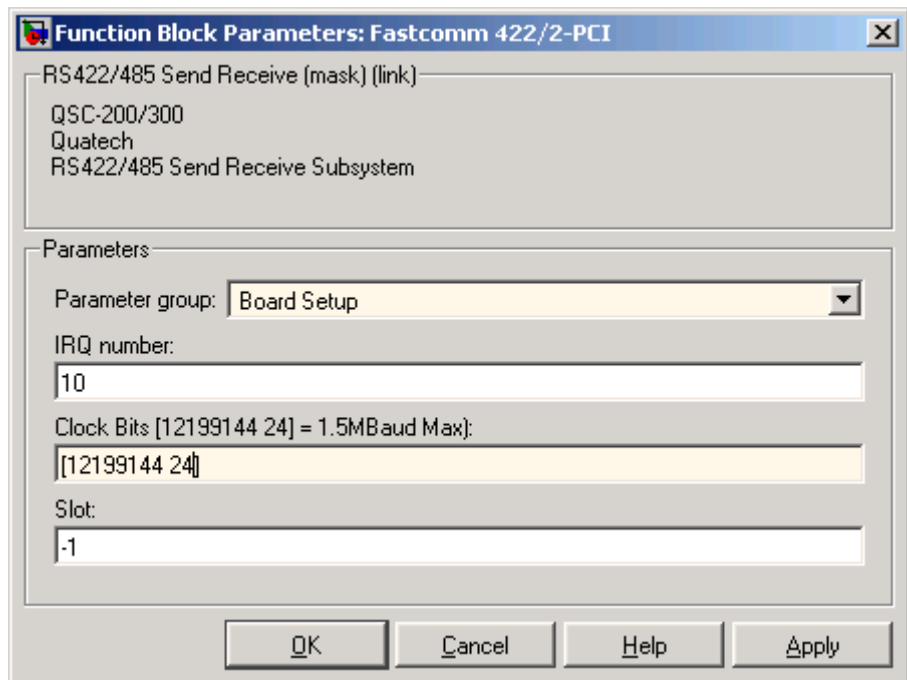 Function Block Parameters: Fastcomm 422/2-PCI
RS422/485 Send Receive (mask) (link)
QSC-200/300
Quatech
RS422/485 Send Receive Subsystem
Parameters
Parameter group: Board Setup
IRQ number:
10
Clock Bits [12199144 24] = 1.5MBaud Max):
[12199144 24]
Slot:
-1
OK Cancel Help Apply